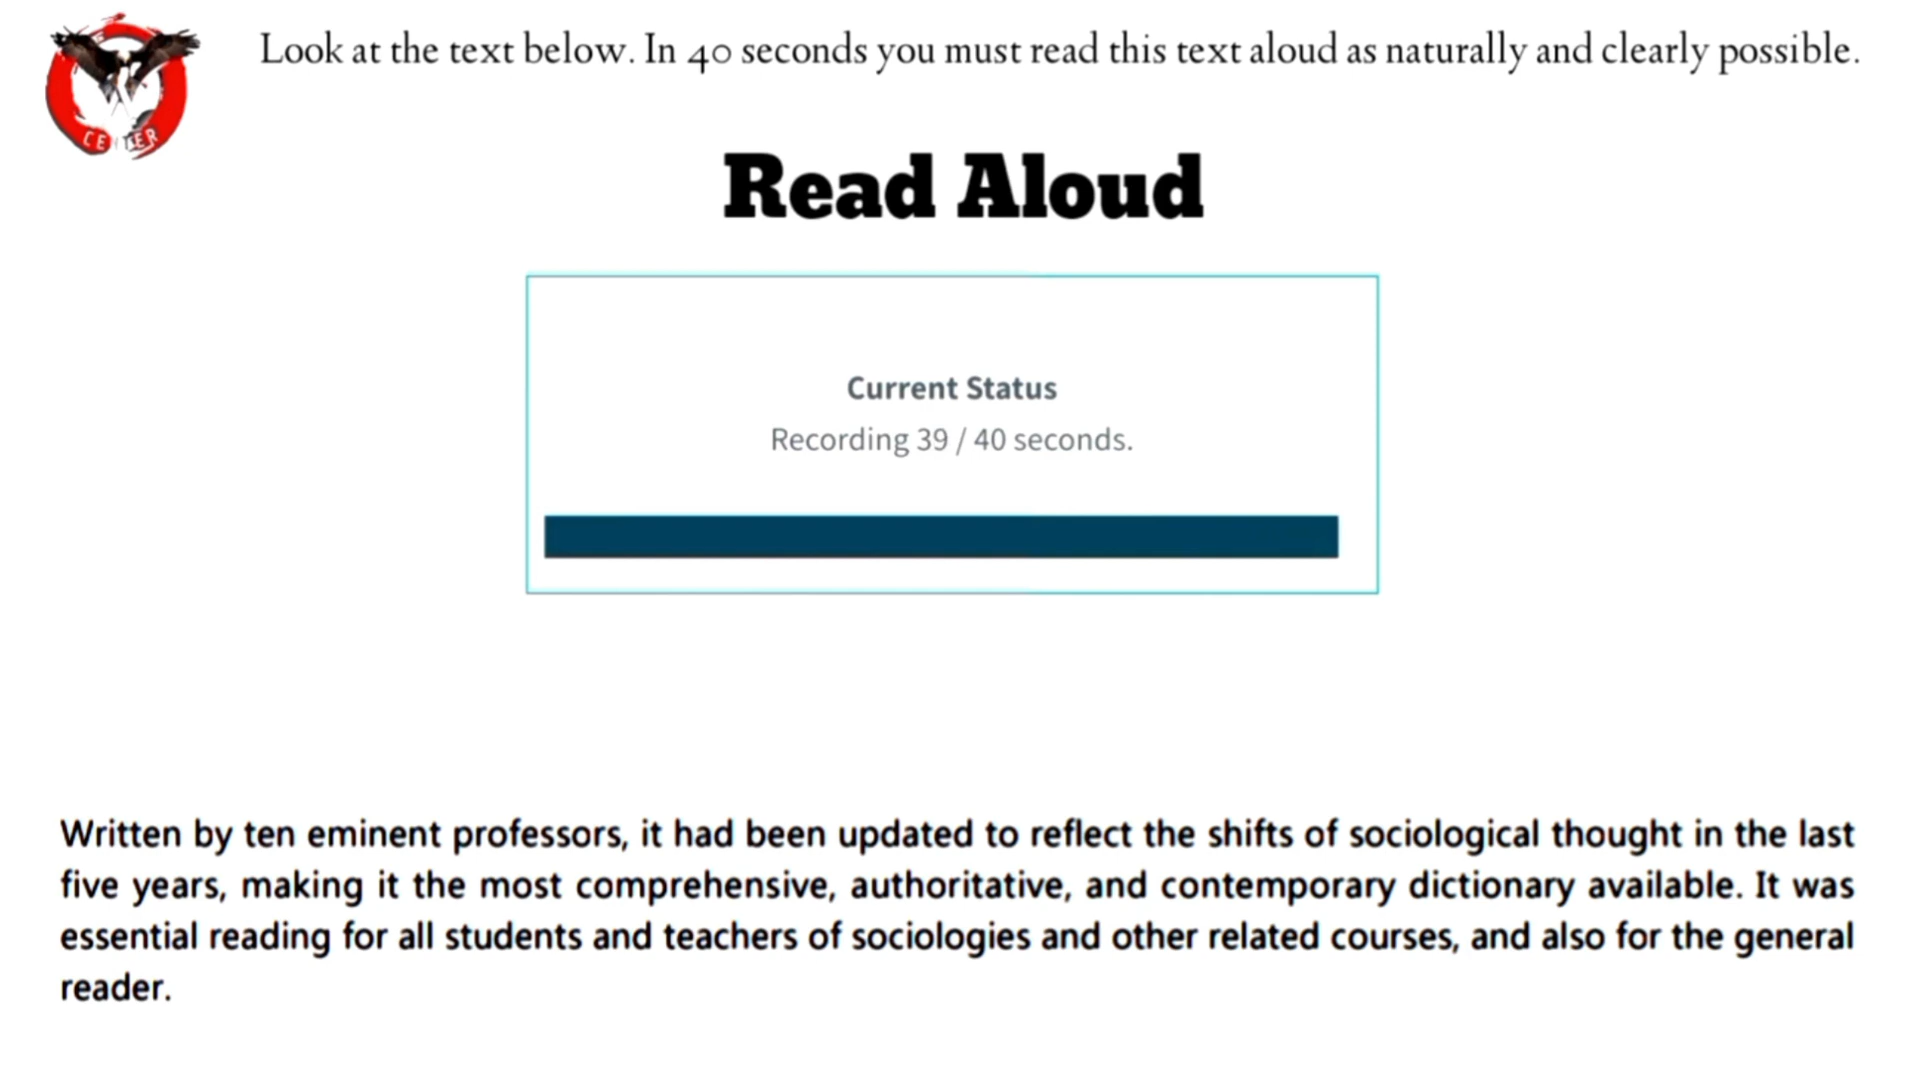 Look at the text below. In 40 seconds you must read this text aloud as naturally and clearly possible.
CENTER
Read Aloud
Current Status
Recording 39 / 40 seconds.
Written by ten eminent professors, it had been updated to reflect the shifts of sociological thought in the last
five years, making it the most comprehensive, authoritative, and contemporary dictionary available. It was
essential reading for all students and teachers of sociologies and other related courses, and also for the general
reader.